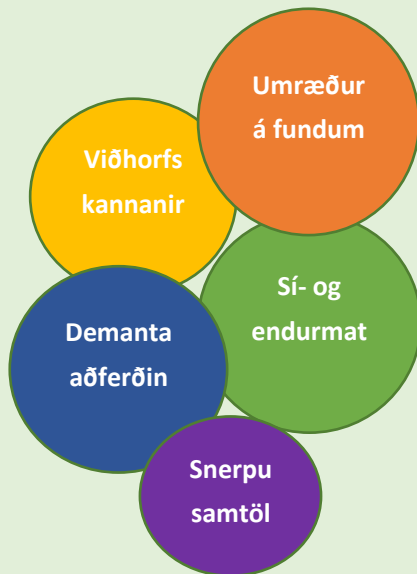 Umræður
á fundum
Viðhorfs
kannanir
Sí- og
endurmat
Demanta
aðferðin
Snerpu
samtöl